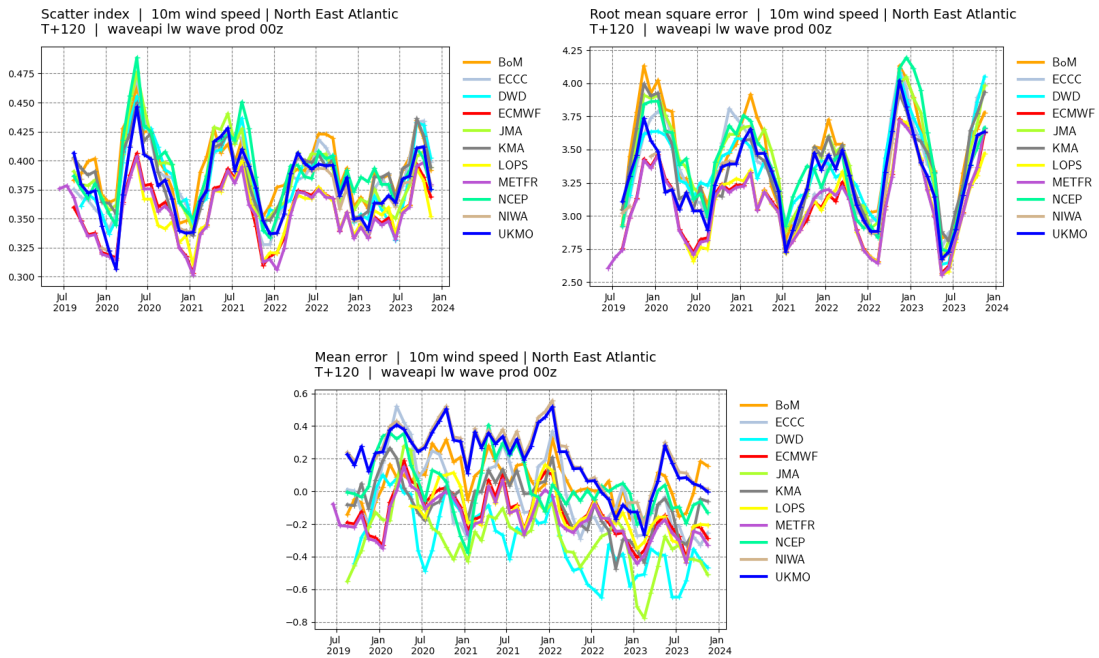 Scatter index | 10m wind speed | North East Atlantic
T+120 | waveapi lw wave prod 00z
0.475
0.450
0.425
0.400
0.375
0.350
0.325
0.300
Jul 2019
Jan 2020
Jul 2020
Jan 2021
Jul 2021
Jan 2022
Jul 2022
Jan 2023
Jul 2023
Jan 2024
BoM
ECCC
DWD
ECMWF
JMA
KMA
LOPS
METFR
NCEP
NIWA
UKMO
Root mean square error | 10m wind speed | North East Atlantic
T+120 | waveapi lw wave prod 00z
4.25
4.00
3.75
3.50
3.25
3.00
2.75
2.50
Jul 2019
Jan 2020
Jul 2020
Jan 2021
Jul 2021
Jan 2022
Jul 2022
Jan 2023
Jul 2023
Jan 2024
BoM
ECCC
DWD
ECMWF
JMA
KMA
LOPS
METFR
NCEP
NIWA
UKMO
Mean error | 10m wind speed | North East Atlantic
T+120 | waveapi lw wave prod 00z
0.6
0.4
0.2
0.0
−0.2
−0.4
−0.6
−0.8
Jul 2019
Jan 2020
Jul 2020
Jan 2021
Jul 2021
Jan 2022
Jul 2022
Jan 2023
Jul 2023
Jan 2024
BoM
ECCC
DWD
ECMWF
JMA
KMA
LOPS
METFR
NCEP
NIWA
UKMO